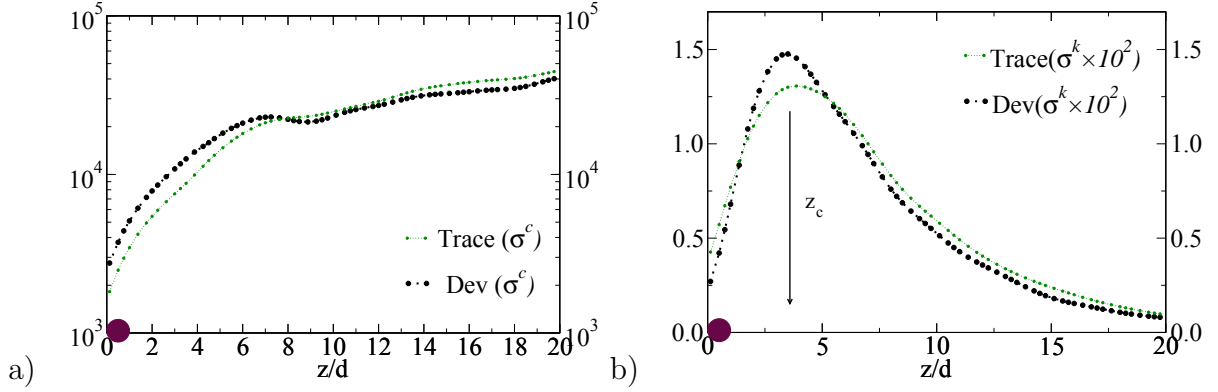 10^5 10^5
10^4 10^4
10^3 10^3
Trace (σ^c)
Dev (σ^c)
0 2 4 6 8 10 12 14 16 18 20
z/d
a)
1.5 1.5
1.0 1.0
0.5 0.5
0.0 0.0
Trace(σ^k×10^2)
Dev(σ^k×10^2)
z_c
0 5 10 15 20
z/d
b)